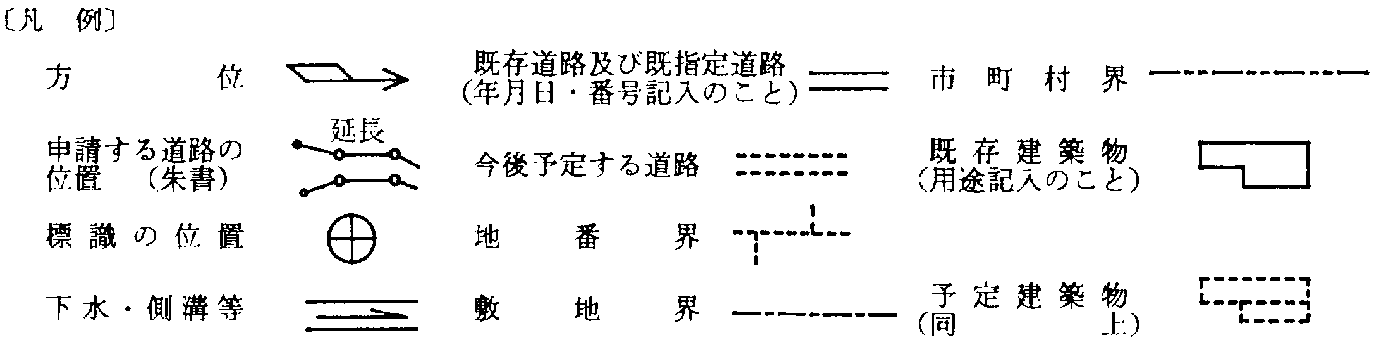 〔凡 例〕
方 位
既存道路及び既指定道路
(年月日・番号記入のこと)
市 町 村 界
申請する道路の
位置 (朱書)
延長
今後予定する道路
既 存 建 築 物
(用途記入のこと)
標 識 の 位 置
地 番 界
下 水 ・ 側 溝 等
敷 地 界
予 定 建 築 物
(同 上)